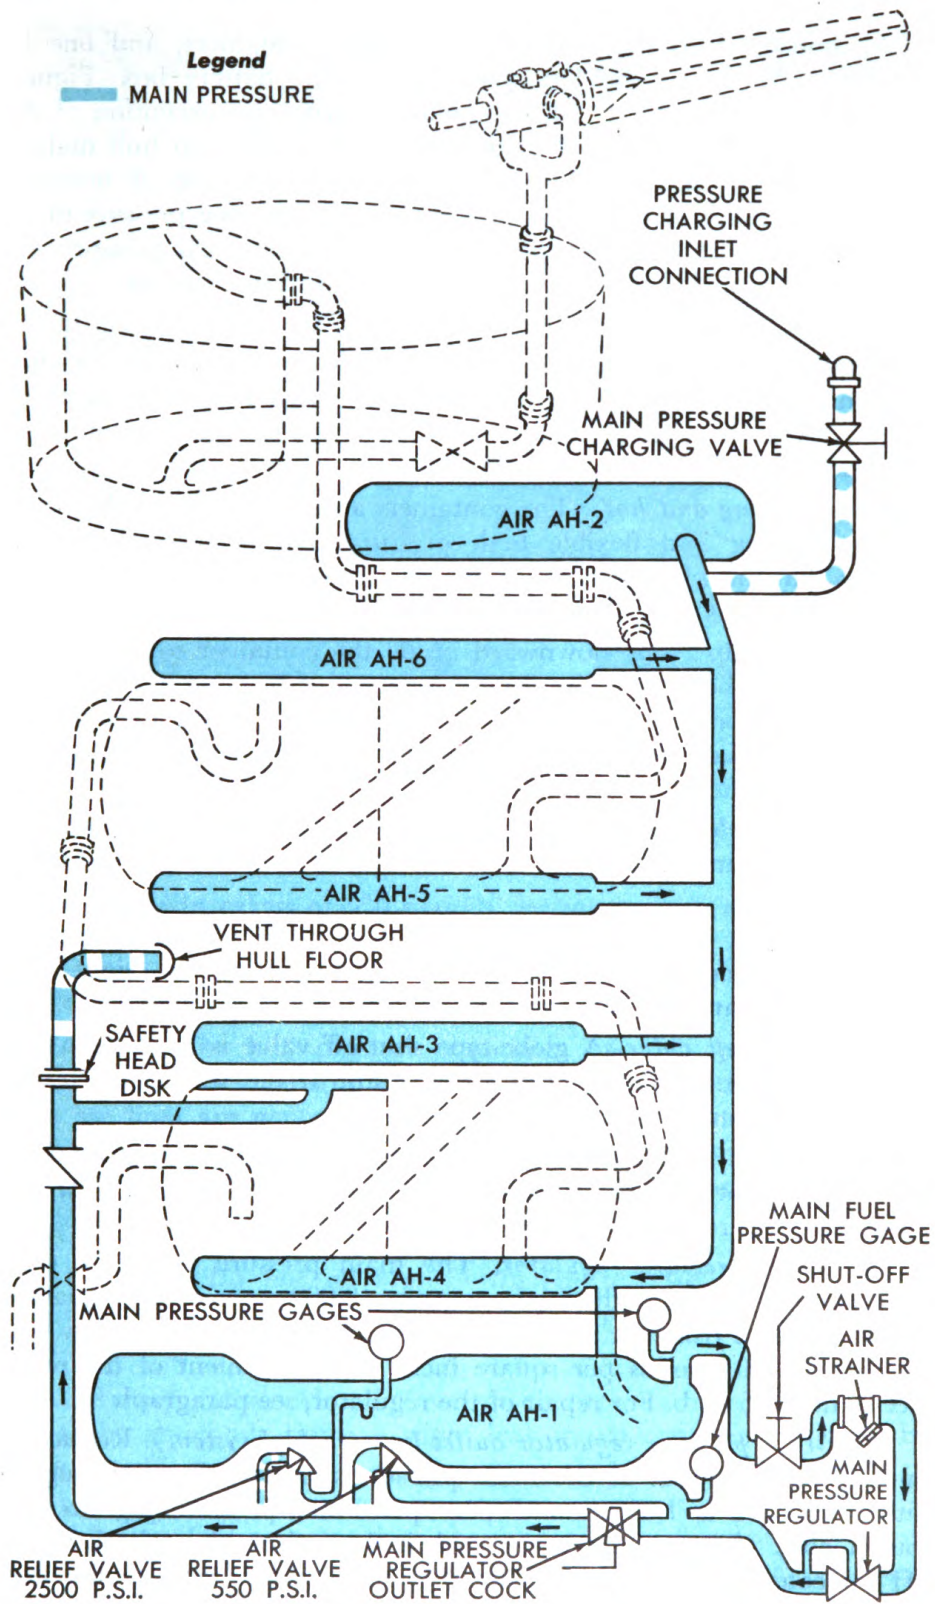 Legend
MAIN PRESSURE
PRESSURE
CHARGING
INLET
CONNECTION
MAIN PRESSURE
CHARGING VALVE
AIR AH-2
AIR AH-6
AIR AH-5
VENT THROUGH
HULL FLOOR
SAFETY
HEAD
DISK
AIR AH-3
MAIN FUEL
PRESSURE GAGE
AIR AH-4
SHUT-OFF
VALVE
MAIN PRESSURE GAGES
AIR
STRAINER
AIR AH-1
MAIN
PRESSURE
REGULATOR
AIR
RELIEF VALVE
2500 P.S.I.
AIR
RELIEF VALVE
550 P.S.I.
MAIN PRESSURE
REGULATOR
OUTLET COCK